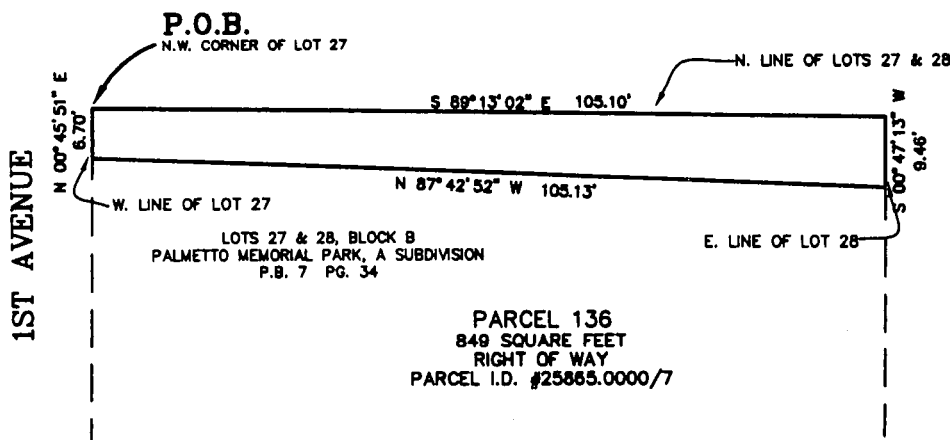 P.O.B.
N.W. CORNER OF LOT 27
N. LINE OF LOTS 27 & 28
S 89°13'02" E 105.10'
N 00°45'51" E
6.70'
S 00°47'13" W
9.46'
N 87°42'52" W 105.13'
W. LINE OF LOT 27
E. LINE OF LOT 28
1ST AVENUE
LOTS 27 & 28, BLOCK B
PALMETTO MEMORIAL PARK, A SUBDIVISION
P.B. 7 PG. 34
PARCEL 136
849 SQUARE FEET
RIGHT OF WAY
PARCEL I.D. #25865.0000/7